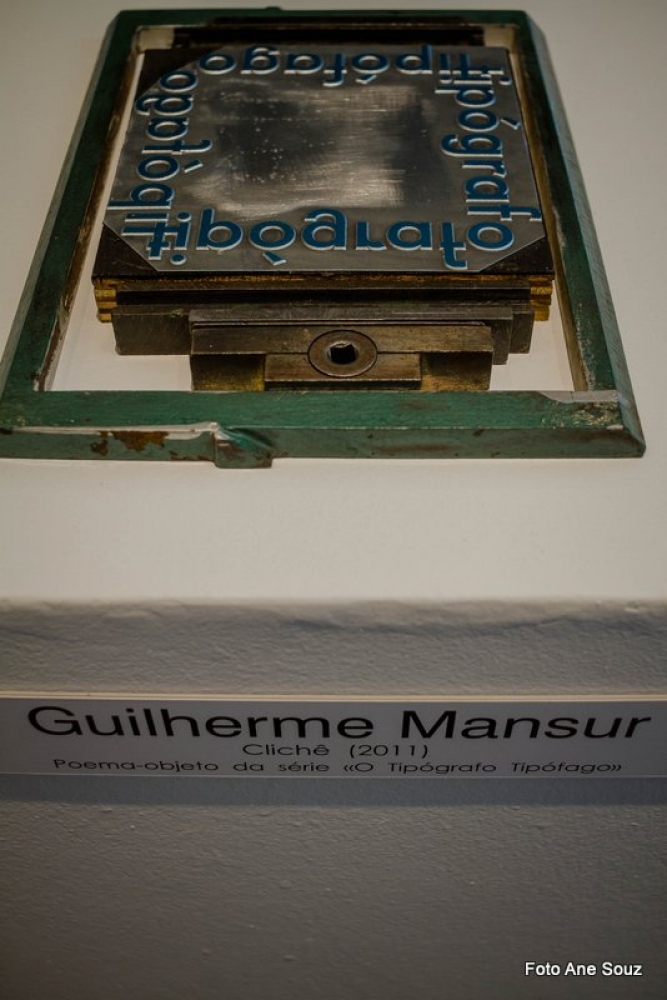 tipófago
tipógrafo
tipófago
tipógrafo
Guilherme Mansur
Clichê (2011)
Poema-objeto da série «O Tipógrafo Tipófago»
Foto Ane Souz